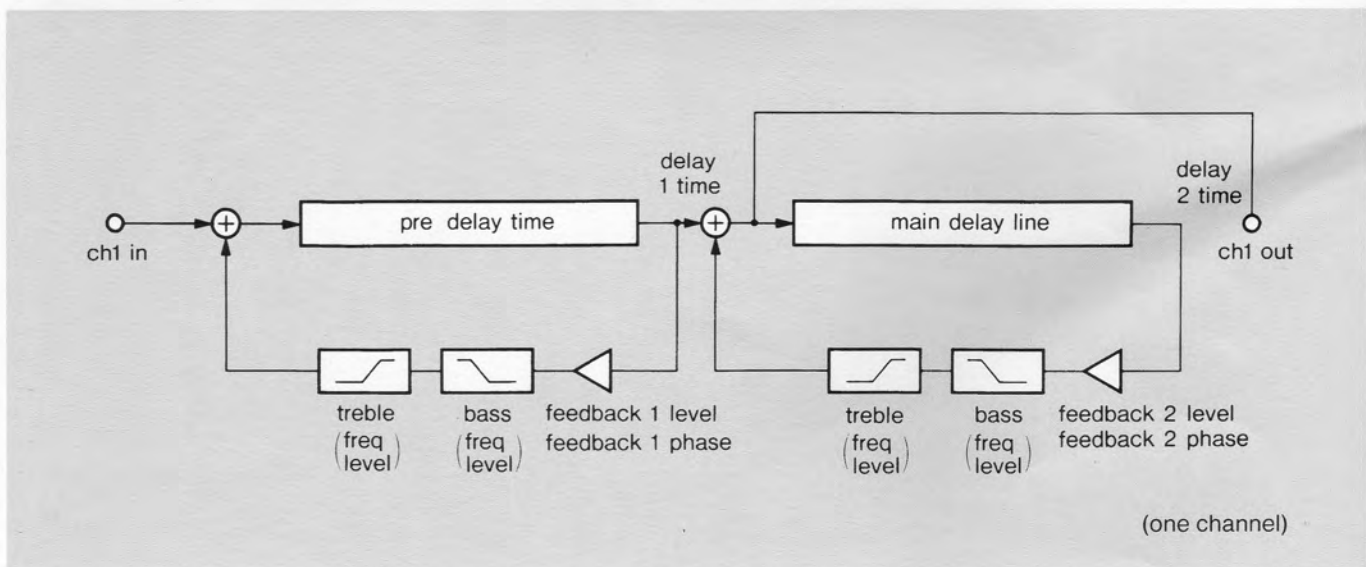 delay
1 time
delay
2 time
pre delay time
main delay line
ch1 in
ch1 out
treble
(freq
level)
bass
(freq
level)
feedback 1 level
feedback 1 phase
treble
(freq
level)
bass
(freq
level)
feedback 2 level
feedback 2 phase
(one channel)